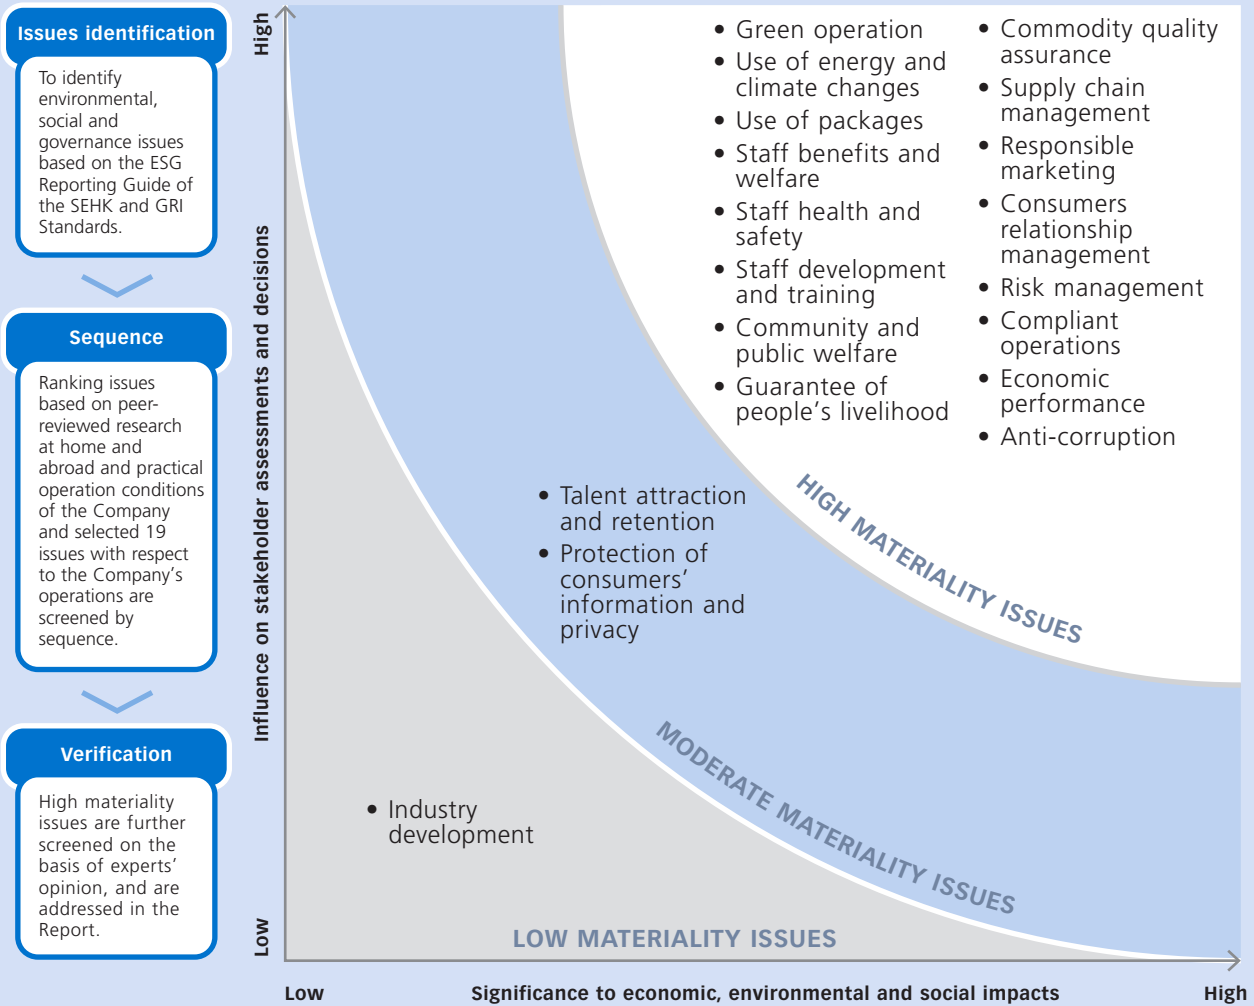 Issues identification
To identify
environmental,
social and
governance issues
based on the ESG
Reporting Guide of
the SEHK and GRI
Standards.
Sequence
Ranking issues
based on peer-
reviewed research
at home and
abroad and practical
operation conditions
of the Company
and selected 19
issues with respect
to the Company's
operations are
screened by
sequence.
Verification
High materiality
issues are further
screened on the
basis of experts'
opinion, and are
addressed in the
Report.
High
Influence on stakeholder assessments and decisions
Low
• Green operation
• Use of energy and
climate changes
• Use of packages
• Staff benefits and
welfare
• Staff health and
safety
• Staff development
and training
• Community and
public welfare
• Guarantee of
people's livelihood
• Commodity quality
assurance
• Supply chain
management
• Responsible
marketing
• Consumers
relationship
management
• Risk management
• Compliant
operations
• Economic
performance
• Anti-corruption
HIGH MATERIALITY ISSUES
• Talent attraction
and retention
• Protection of
consumers'
information and
privacy
MODERATE MATERIALITY ISSUES
• Industry
development
LOW MATERIALITY ISSUES
Low
Significance to economic, environmental and social impacts
High